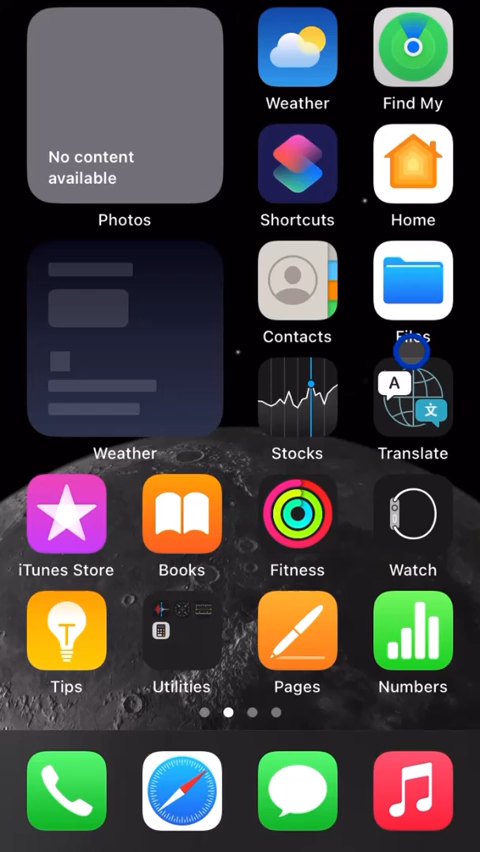 No content
available
Photos
Weather
Find My
Shortcuts
Home
Contacts
Files
Weather
Stocks
A
文
Translate
iTunes Store
Books
Fitness
Watch
T
Tips
Utilities
Pages
Numbers